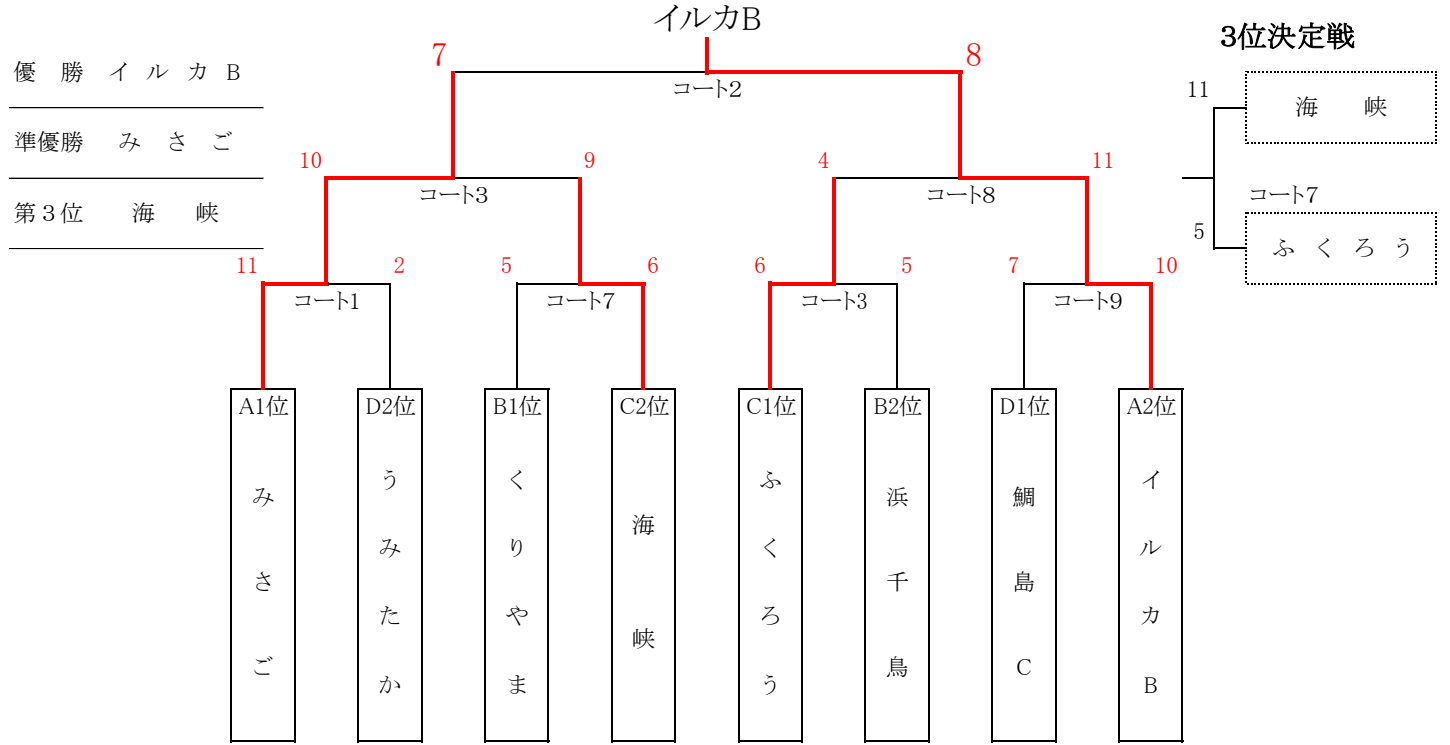 イルカB
3位決定戦
7
8
優　勝　イ　ル　カ　B
コート2
11
海　峡
準優勝　み　さ　ご
10
9
4
11
コート3
コート8
コート7
第３位　海　峡
5
ふ　く　ろ　う
11
2
5
6
6
5
7
10
コート1
コート7
コート3
コート9
A1位
D2位
B1位
C2位
C1位
B2位
D1位
A2位
みさご
うみたか
くりやま
海峡
ふくろう
浜千鳥
鯛島C
イルカB